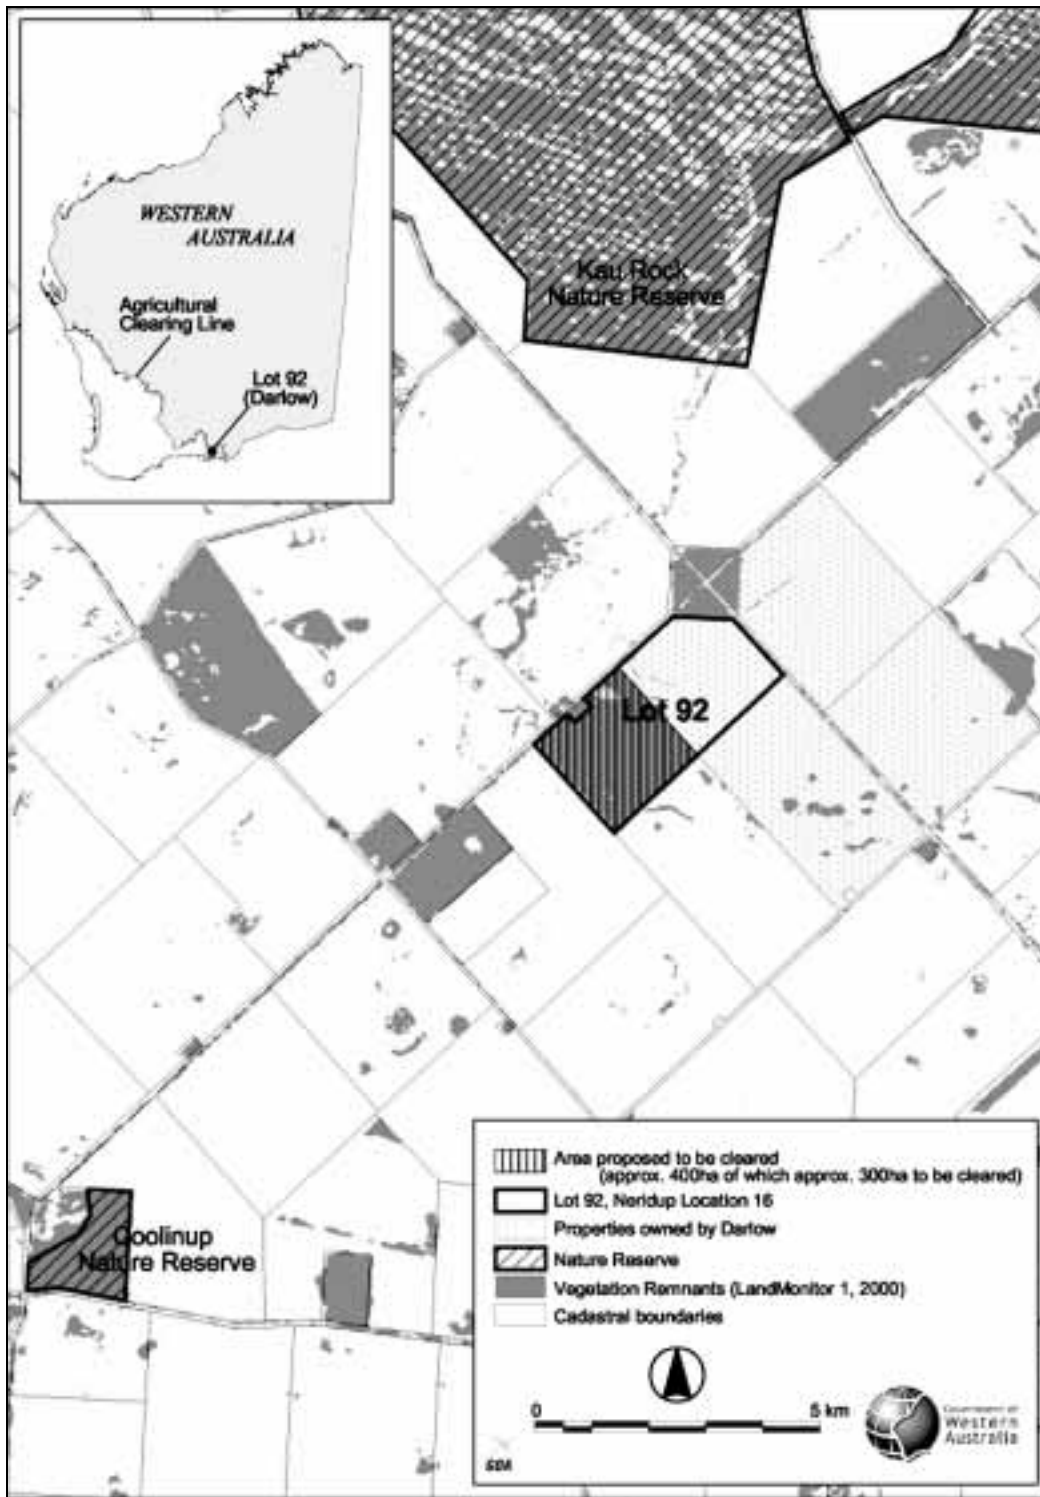 WESTERN
AUSTRALIA
Agricultural
Clearing Line
Lot 92
(Darlow)
Kau Rock
Nature Reserve
Lot 92
Coolinup
Nature Reserve
Area proposed to be cleared
(approx. 400ha of which approx. 300ha to be cleared)
Lot 92, Neridup Location 16
Properties owned by Darlow
Nature Reserve
Vegetation Remnants (LandMonitor 1, 2000)
Cadastral boundaries
0 5 km
GOVERNMENT OF
Western
Australia